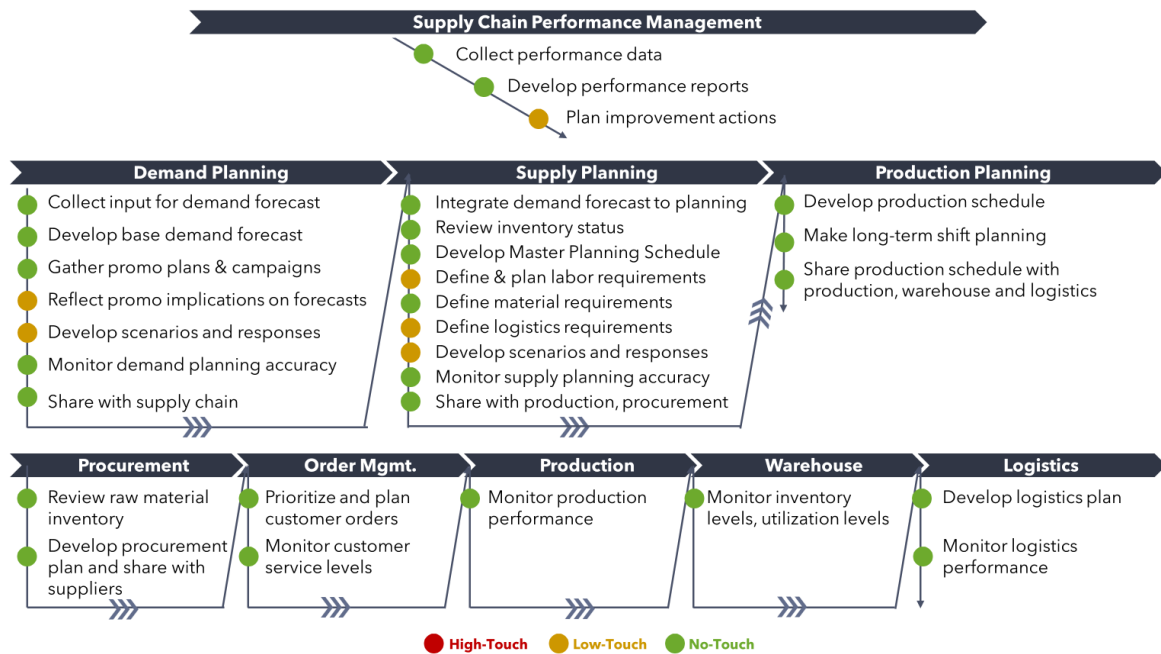 Supply Chain Performance Management
Collect performance data
Develop performance reports
Plan improvement actions
Demand Planning
Collect input for demand forecast
Develop base demand forecast
Gather promo plans & campaigns
Reflect promo implications on forecasts
Develop scenarios and responses
Monitor demand planning accuracy
Share with supply chain
Supply Planning
Integrate demand forecast to planning
Review inventory status
Develop Master Planning Schedule
Define & plan labor requirements
Define material requirements
Define logistics requirements
Develop scenarios and responses
Monitor supply planning accuracy
Share with production, procurement
Production Planning
Develop production schedule
Make long-term shift planning
Share production schedule with
production, warehouse and logistics
Procurement
Review raw material
inventory
Develop procurement
plan and share with
suppliers
Order Mgmt.
Prioritize and plan
customer orders
Monitor customer
service levels
Production
Monitor production
performance
Warehouse
Monitor inventory
levels, utilization levels
Logistics
Develop logistics plan
Monitor logistics
performance
High-Touch
Low-Touch
No-Touch